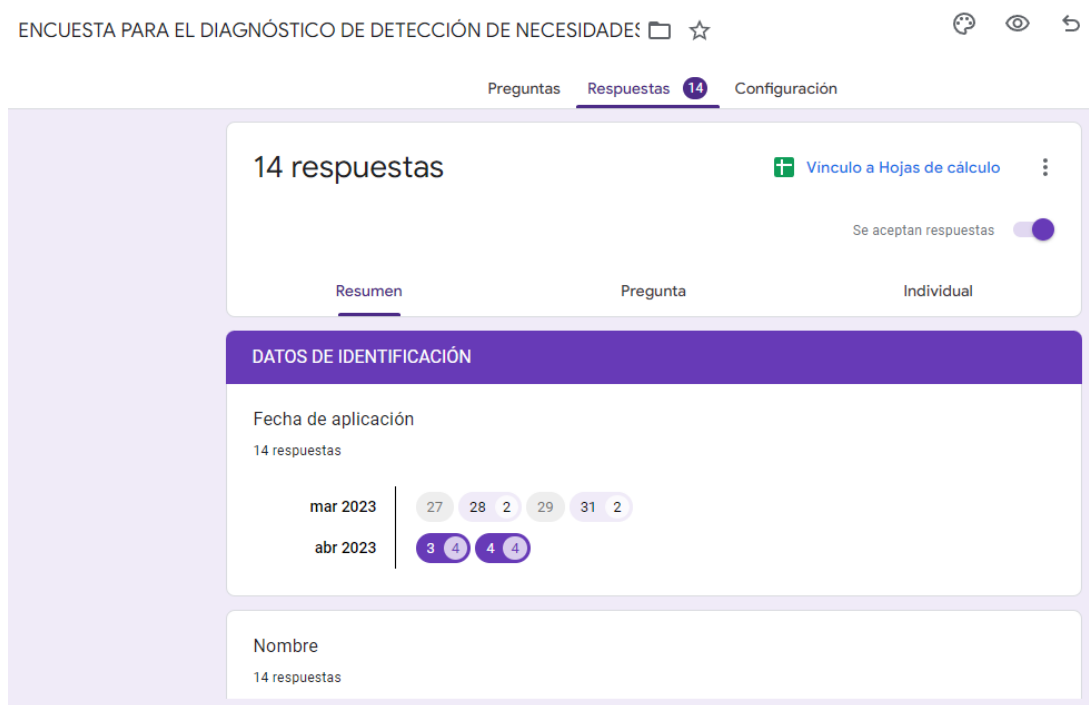 ENCUESTA PARA EL DIAGNÓSTICO DE DETECCIÓN DE NECESIDADES
Preguntas Respuestas 14 Configuración
14 respuestas Vínculo a Hojas de cálculo
Se aceptan respuestas
Resumen Pregunta Individual
DATOS DE IDENTIFICACIÓN
Fecha de aplicación
14 respuestas
mar 2023 27 28 2 29 31 2
abr 2023 3 4 4 4
Nombre
14 respuestas